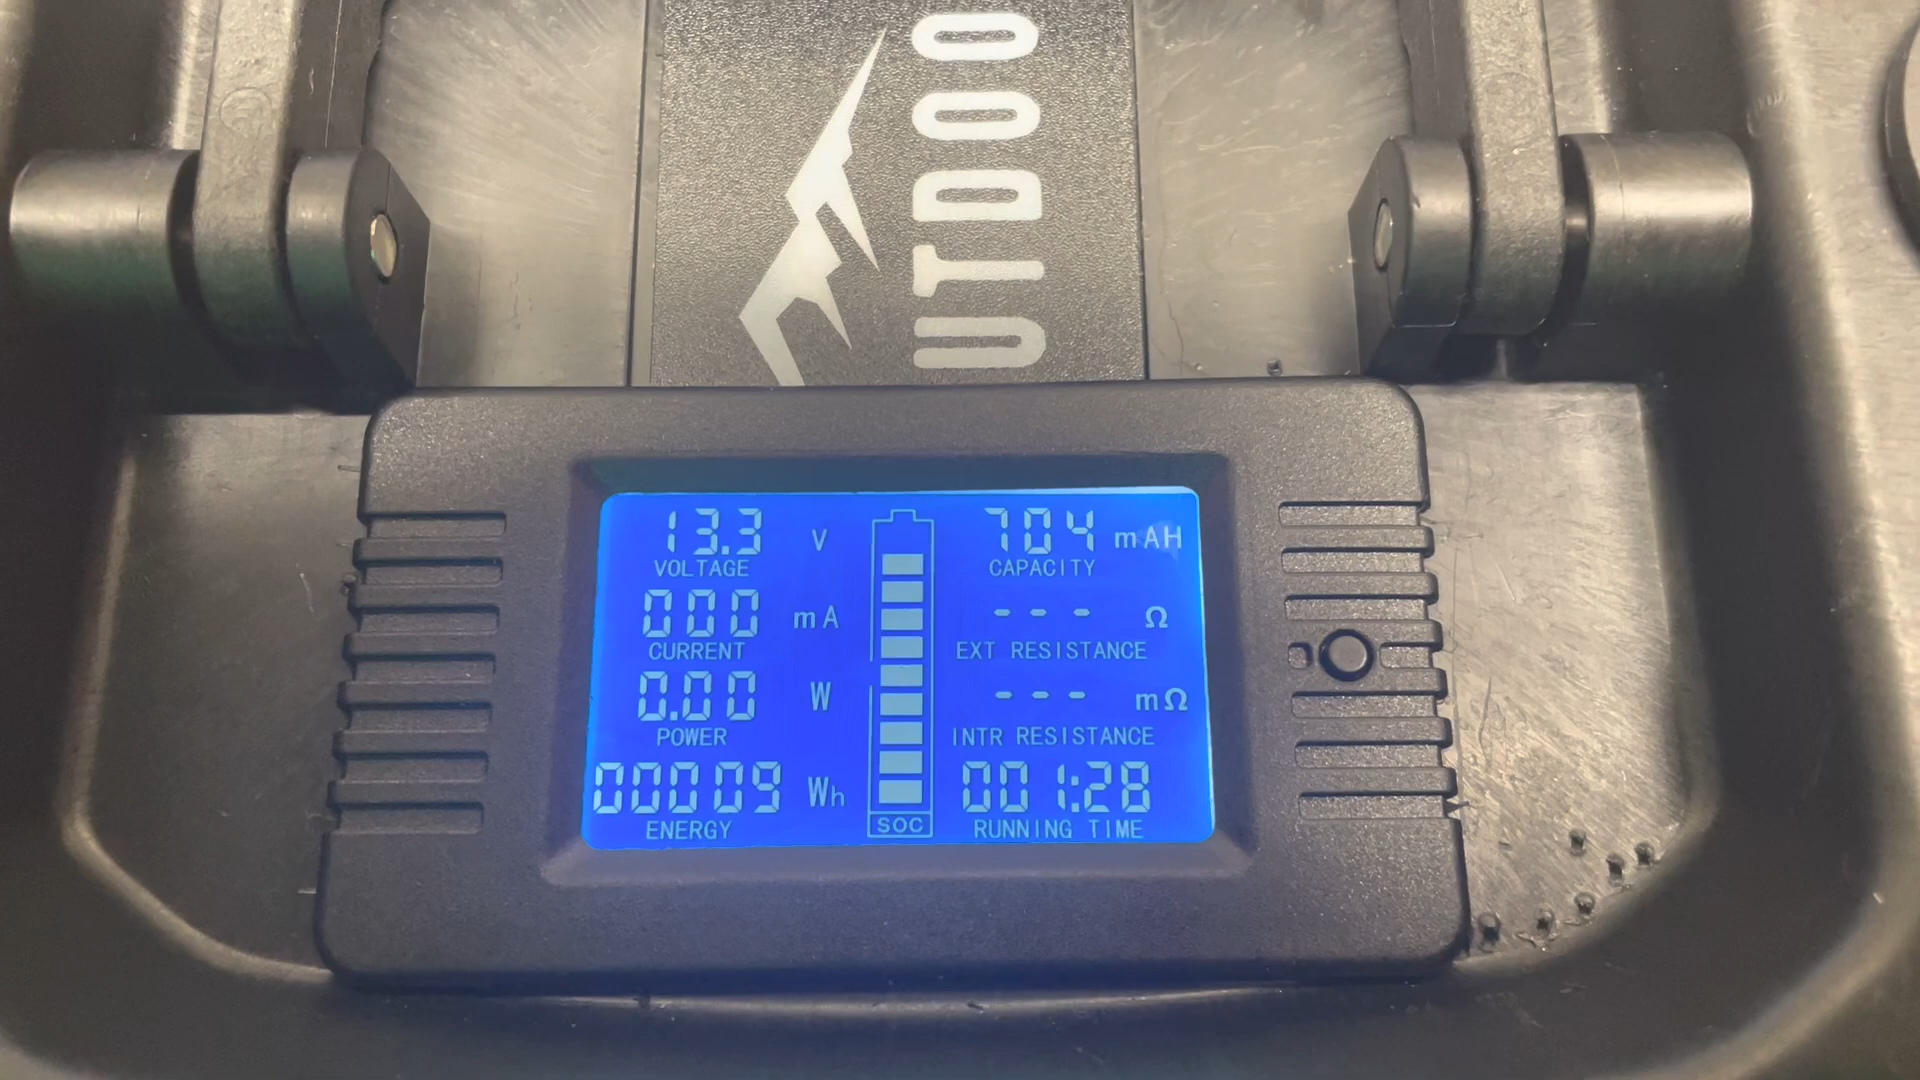 UTDOO
13.3 V
VOLTAGE
000 mA
CURRENT
0.00 W
POWER
00009 Wh
ENERGY
SOC
704 mAH
CAPACITY
--- Ω
EXT RESISTANCE
--- mΩ
INTR RESISTANCE
001:28
RUNNING TIME